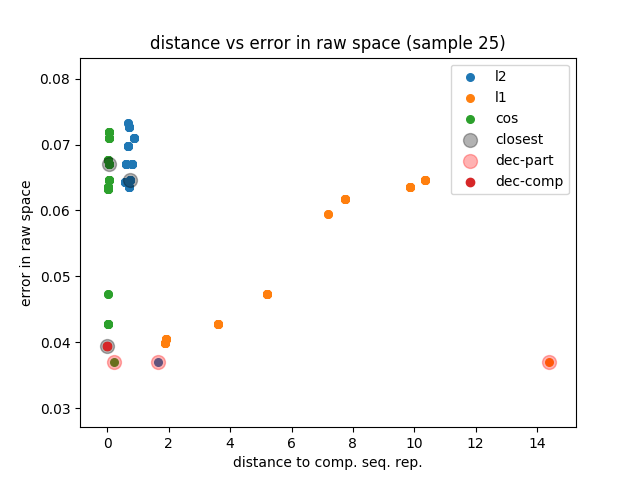 distance vs error in raw space (sample 25)
0.08
0.07
0.06
0.05
0.04
0.03
error in raw space
l2
l1
cos
closest
dec-part
dec-comp
0 2 4 6 8 10 12 14
distance to comp. seq. rep.